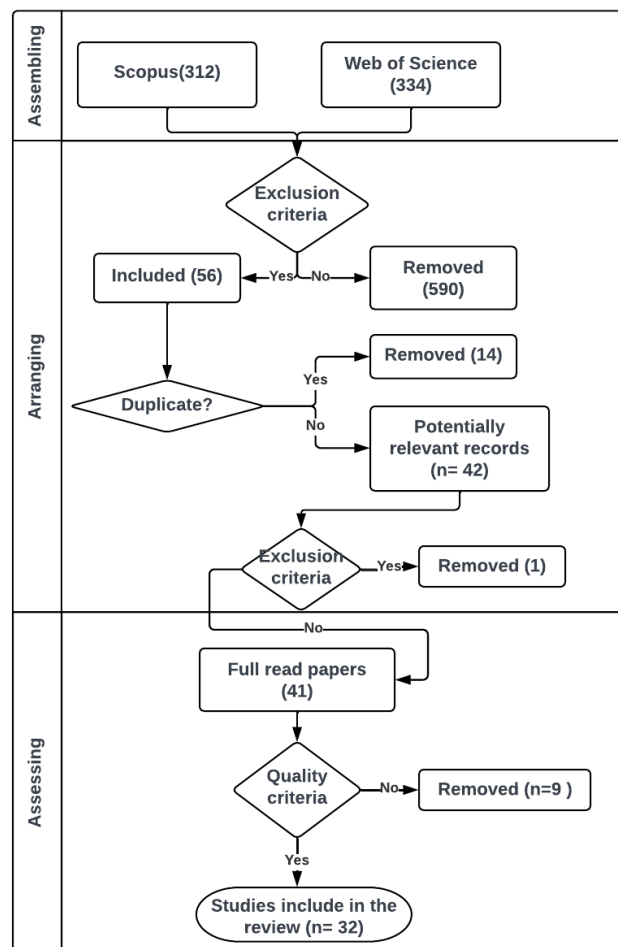 Assembling
Scopus(312)
Web of Science
(334)
Arranging
Exclusion
criteria
Included (56)
Yes
No
Removed
(590)
Duplicate?
Yes
Removed (14)
No
Potentially
relevant records
(n= 42)
Exclusion
criteria
Yes
Removed (1)
No
Assessing
Full read papers
(41)
Quality
criteria
No
Removed (n=9 )
Yes
Studies include in the
review (n= 32)